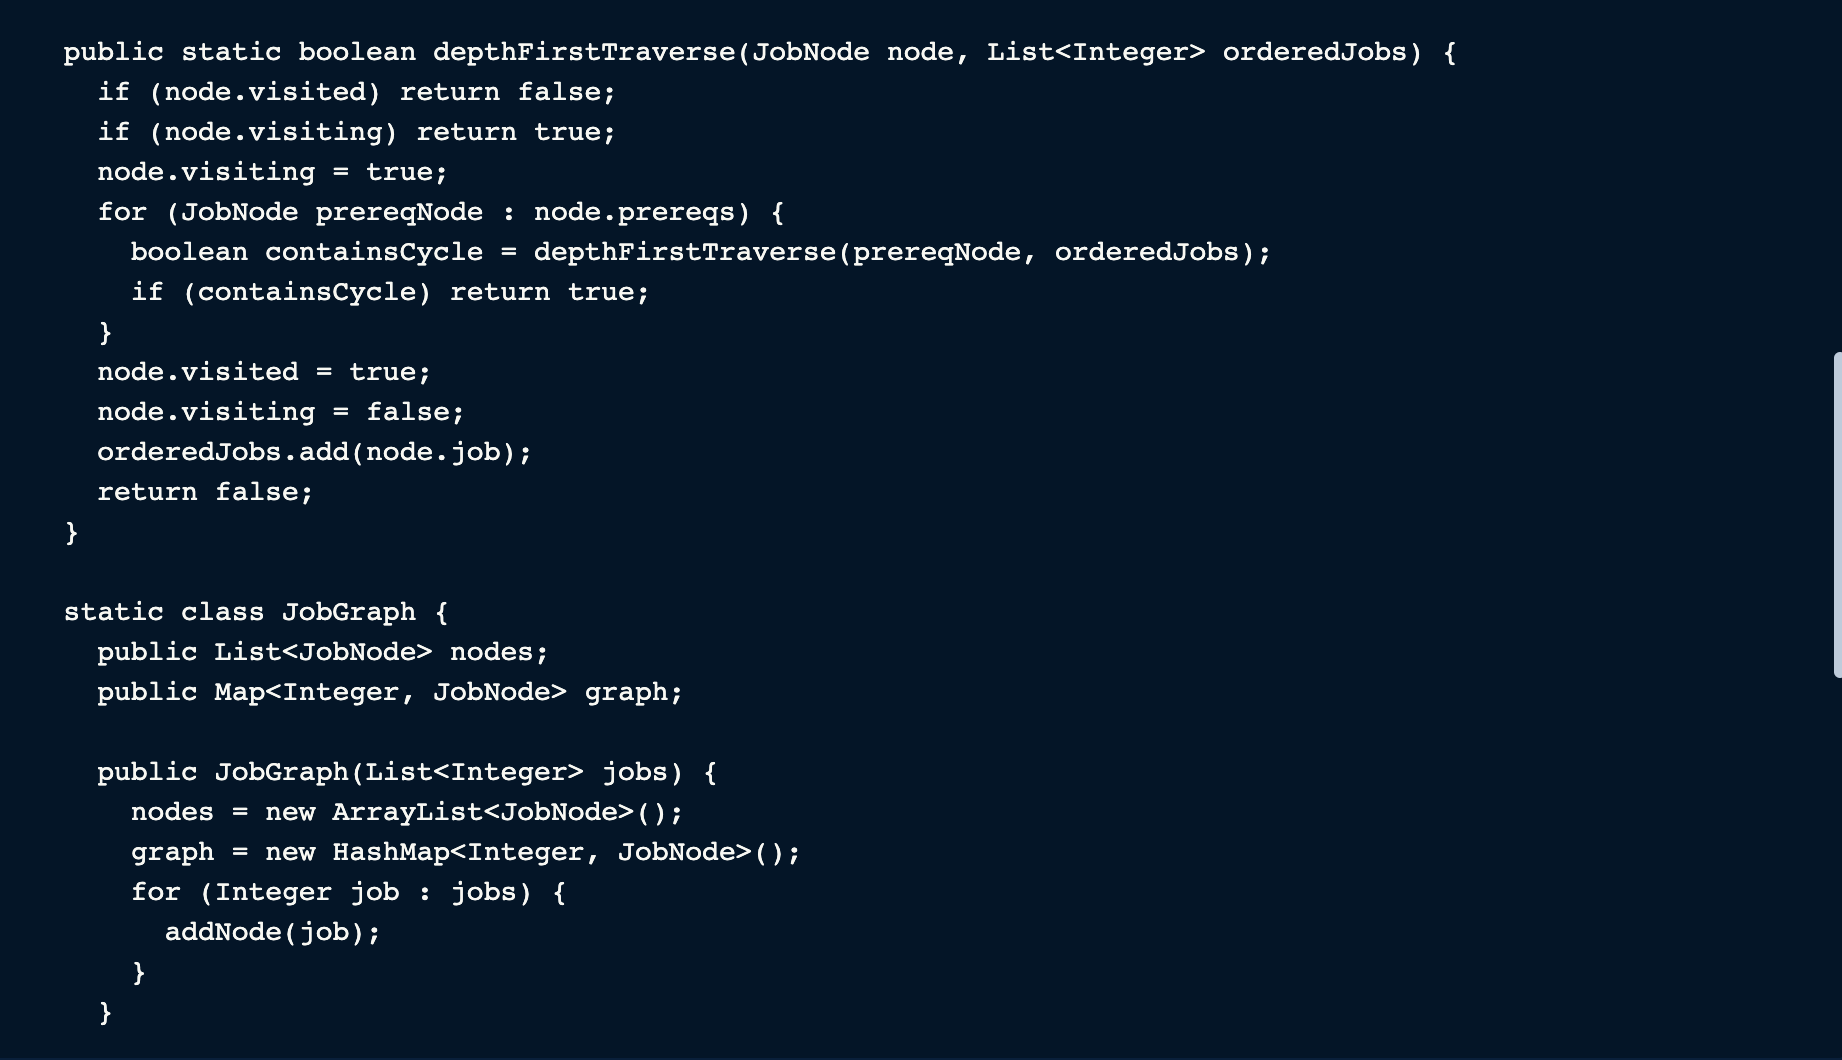 public static boolean depthFirstTraverse(JobNode node, List<Integer> orderedJobs) {
  if (node.visited) return false;
  if (node.visiting) return true;
  node.visiting = true;
  for (JobNode prereqNode : node.prereqs) {
    boolean containsCycle = depthFirstTraverse(prereqNode, orderedJobs);
    if (containsCycle) return true;
  }
  node.visited = true;
  node.visiting = false;
  orderedJobs.add(node.job);
  return false;
}

static class JobGraph {
  public List<JobNode> nodes;
  public Map<Integer, JobNode> graph;

  public JobGraph(List<Integer> jobs) {
    nodes = new ArrayList<JobNode>();
    graph = new HashMap<Integer, JobNode>();
    for (Integer job : jobs) {
      addNode(job);
    }
  }